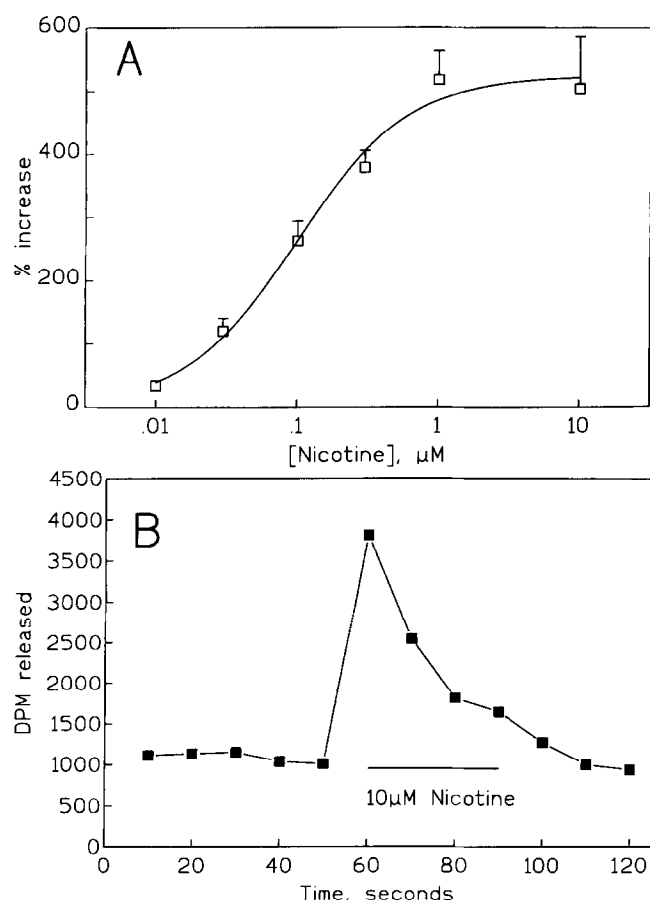 A
600
400
200
0
% increase
.01 .1 1 10
[Nicotine], μM
B
4500
4000
3500
3000
2500
2000
1500
1000
500
0
DPM released
10μM Nicotine
0 20 40 60 80 100 120
Time, seconds